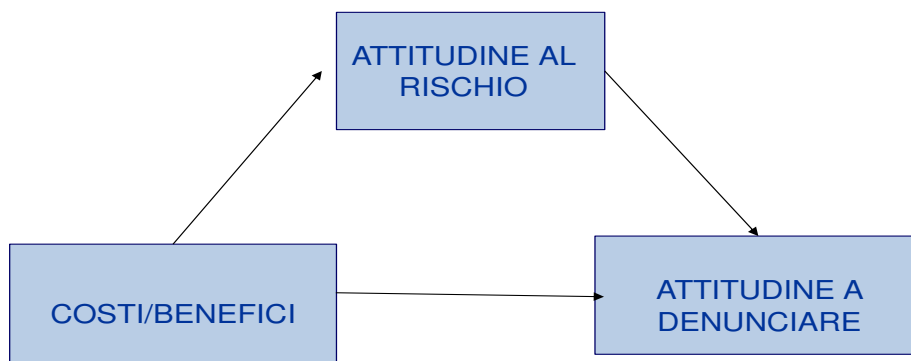 ATTITUDINE AL
RISCHIO
COSTI/BENEFICI
ATTITUDINE A
DENUNCIARE